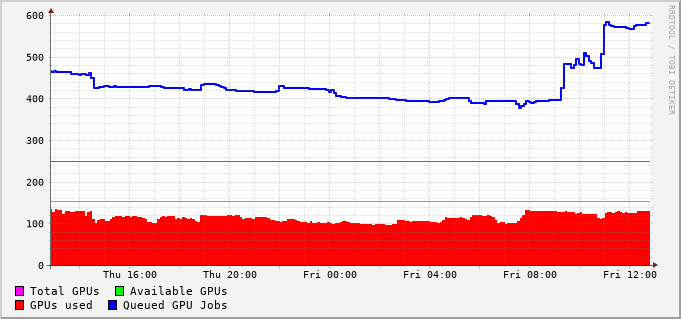 600
500
400
300
200
100
0
Thu 16:00 Thu 20:00 Fri 00:00 Fri 04:00 Fri 08:00 Fri 12:00
Total GPUs Available GPUs
GPUs used Queued GPU Jobs
RRDTOOL / TOBI OETIKER